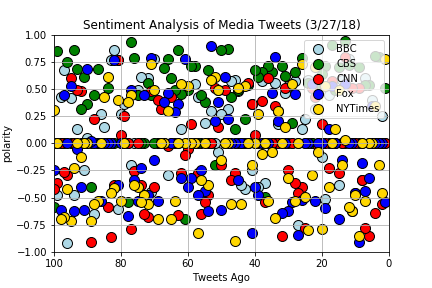 Sentiment Analysis of Media Tweets (3/27/18)
1.00
0.75
0.50
0.25
0.00
−0.25
−0.50
−0.75
−1.00
polarity
BBC
CBS
CNN
Fox
NYTimes
100
80
60
40
20
0
Tweets Ago